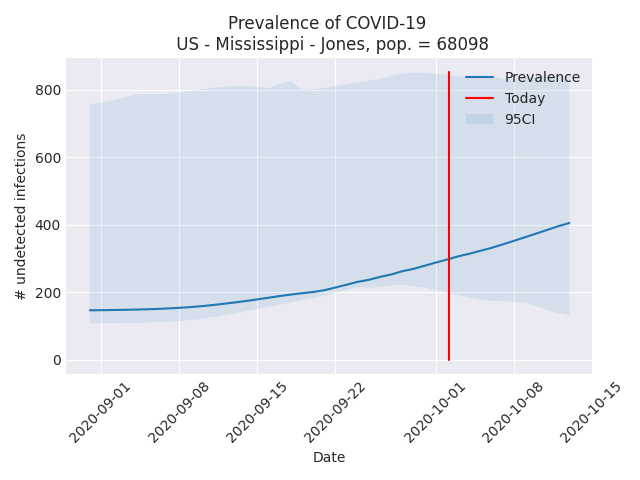 Prevalence of COVID-19
US - Mississippi - Jones, pop. = 68098
Prevalence
Today
95CI
# undetected infections
800
600
400
200
0
2020-09-01
2020-09-08
2020-09-15
2020-09-22
2020-10-01
2020-10-08
2020-10-15
Date